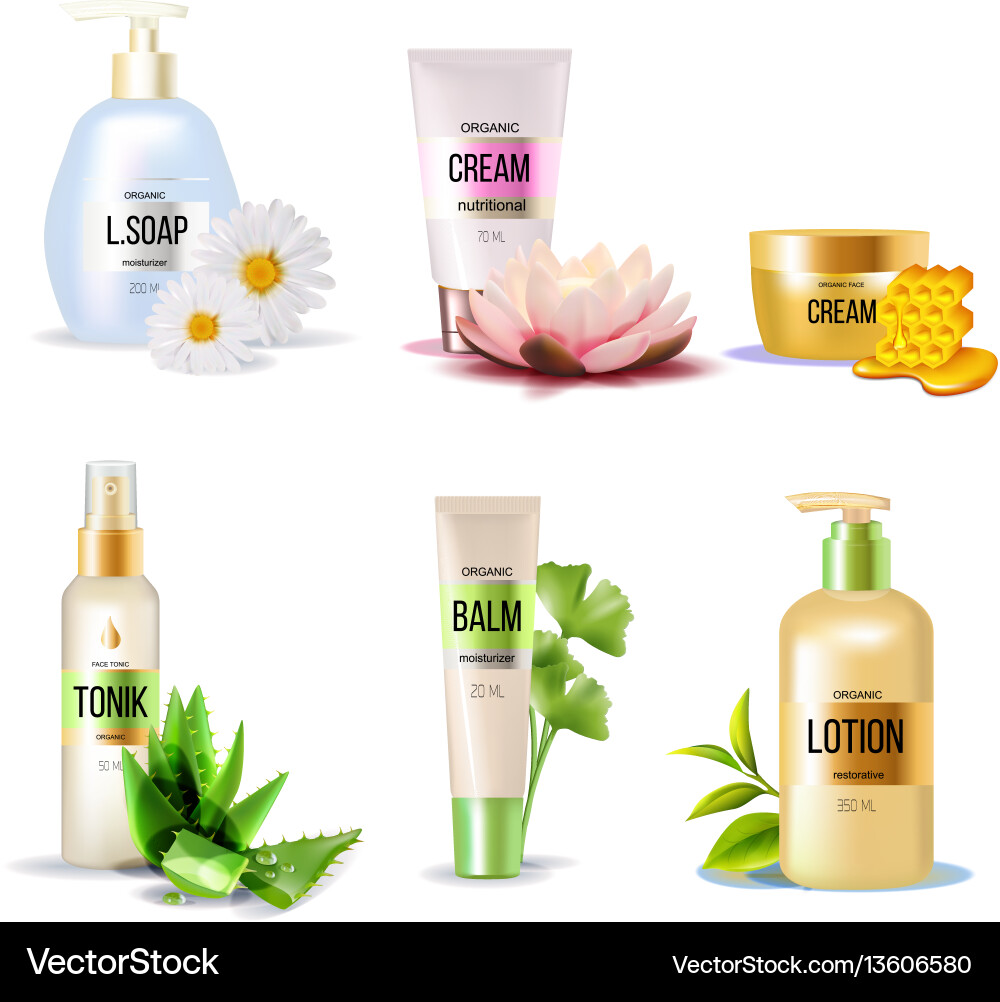 ORGANIC
L.SOAP
moisturizer
200 ML
ORGANIC
CREAM
nutritional
70 ML
ORGANIC FACE
CREAM
FACE TONIC
TONIK
ORGANIC
50 ML
ORGANIC
BALM
moisturizer
20 ML
ORGANIC
LOTION
restorative
350 ML
VectorStock
VectorStock.com/13606580